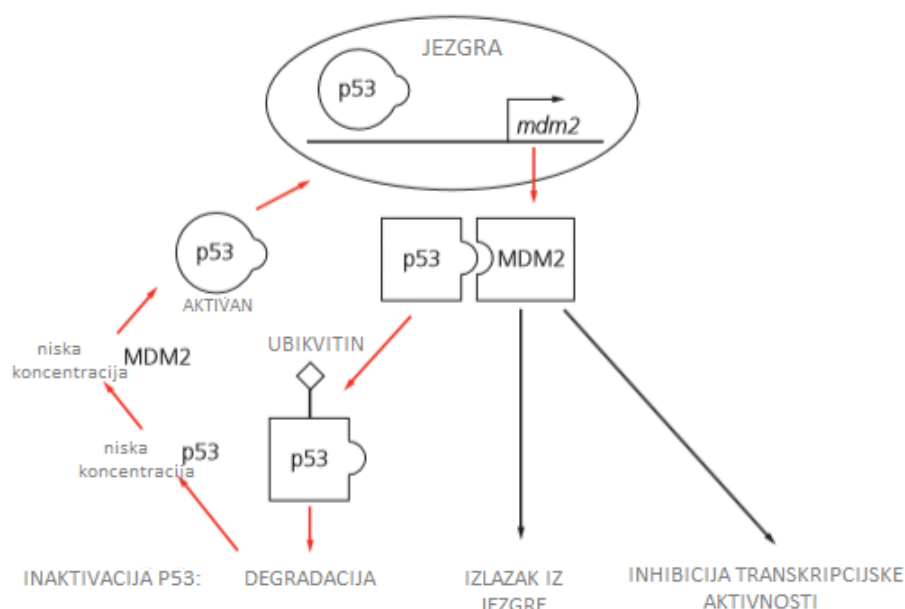 JEZGRA
p53
mdm2
p53
AKTIVAN
p53
MDM2
niska
koncentracija MDM2
UBIKVITIN
p53
niska
koncentracija p53
INAKTIVACIJA P53:
DEGRADACIJA
IZLAZAK IZ
JEZGRE
INHIBICIJA TRANSKRIPCIJSKE
AKTIVNOSTI